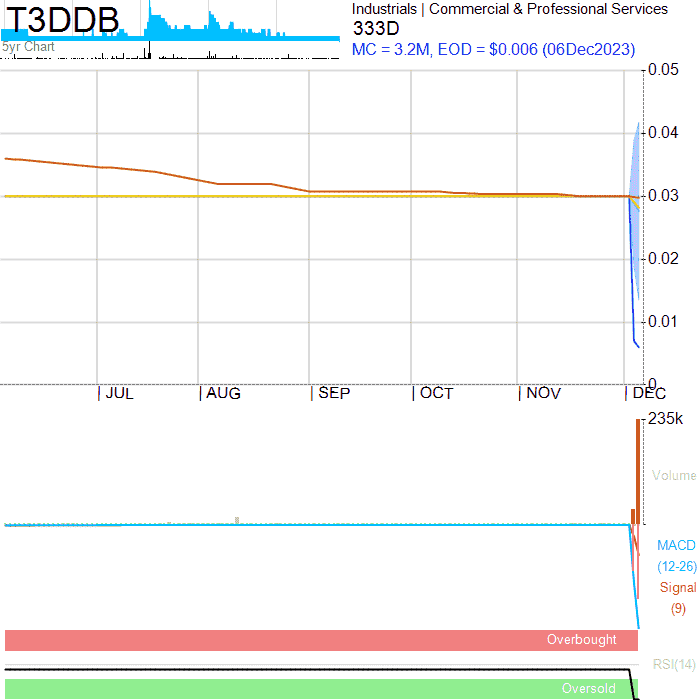 T3DDB
5yr Chart
Industrials | Commercial & Professional Services
333D
MC = 3.2M, EOD = $0.006 (06Dec2023)
0.05
0.04
0.03
0.02
0.01
0
JUL AUG SEP OCT NOV DEC
235k
Volume
MACD
(12-26)
Signal
(9)
Overbought
RSI(14)
Oversold